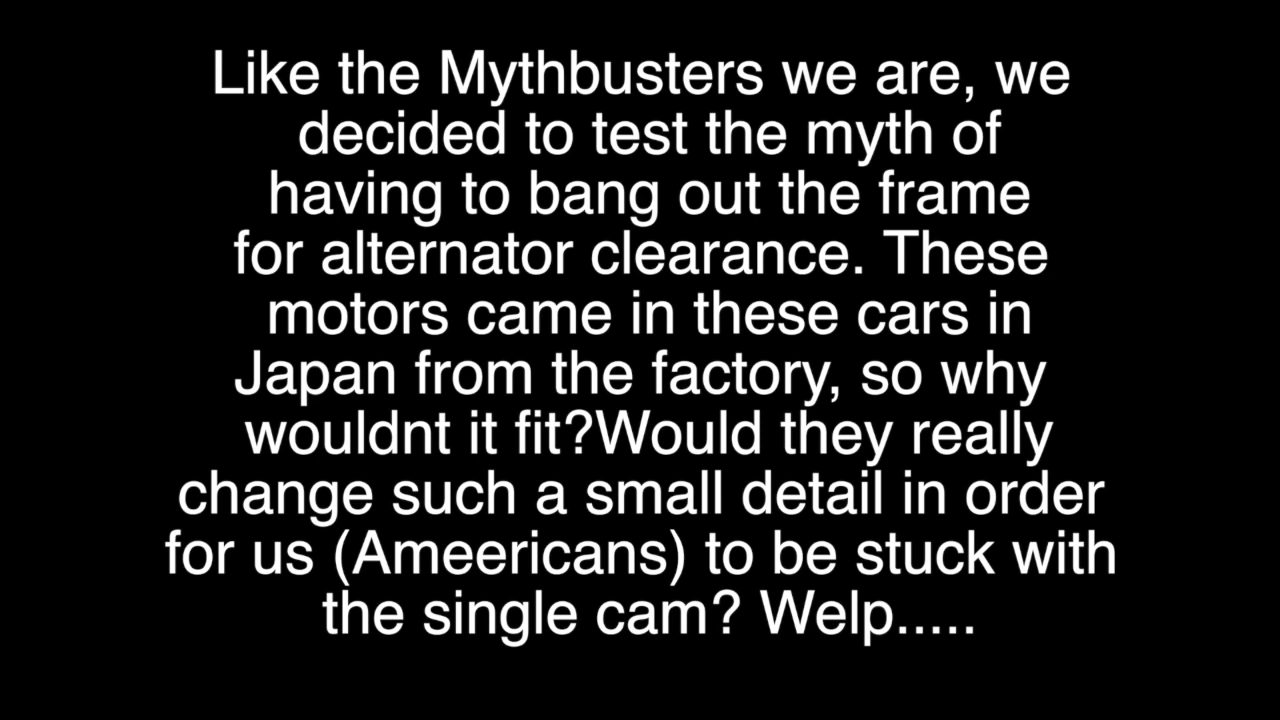 Like the Mythbusters we are, we
decided to test the myth of
having to bang out the frame
for alternator clearance. These
motors came in these cars in
Japan from the factory, so why
wouldnt it fit?Would they really
change such a small detail in order
for us (Ameericans) to be stuck with
the single cam? Welp.....